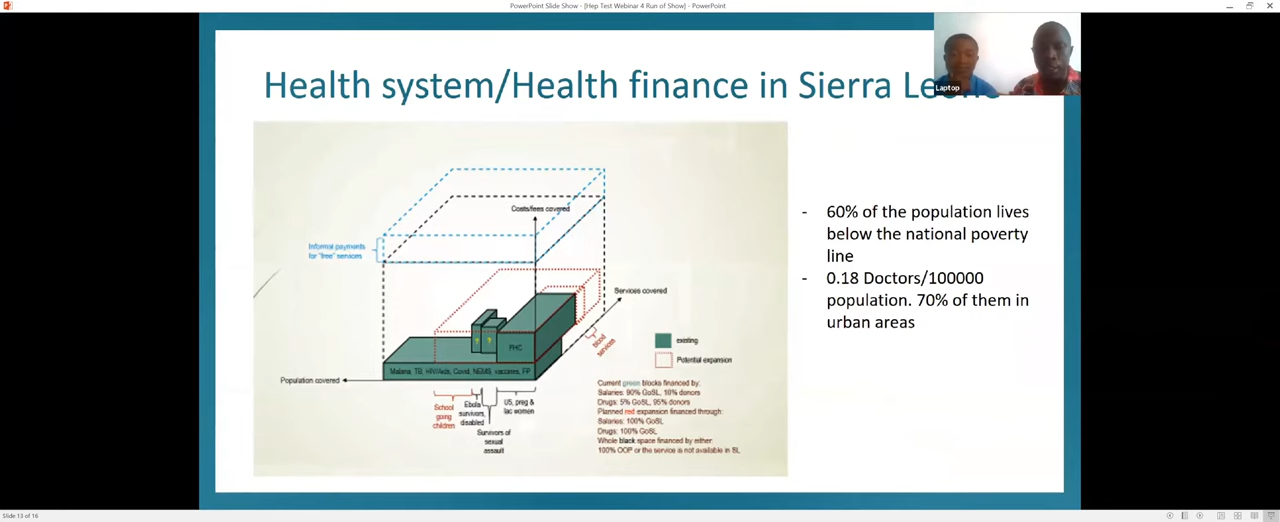 PowerPoint Slide Show - [Hep Test Webinar 4 Run of Show] - PowerPoint
Laptop
Health system/Health finance in Sierra Leone
Costs/fees covered
Informal payments
for "free" services
Services covered
blood
services
existing
Potential expansion
FHC
? ?
Malaria, TB, HIV/Aids, Covid, NEMS, vaccines, FP
Population covered
School
going
children
Ebola
survivors,
disabled
U5, preg &
lac women
Survivors of
sexual
assault
Current green blocks financed by:
Salaries: 90% GoSL, 10% donors
Drugs: 5% GoSL, 95% donors
Planned red expansion financed through:
Salaries: 100% GoSL
Drugs: 100% GoSL
Whole black space financed by either:
100% OOP or the service is not available in SL
- 60% of the population lives
below the national poverty
line
- 0.18 Doctors/100000
population. 70% of them in
urban areas
Slide 13 of 16